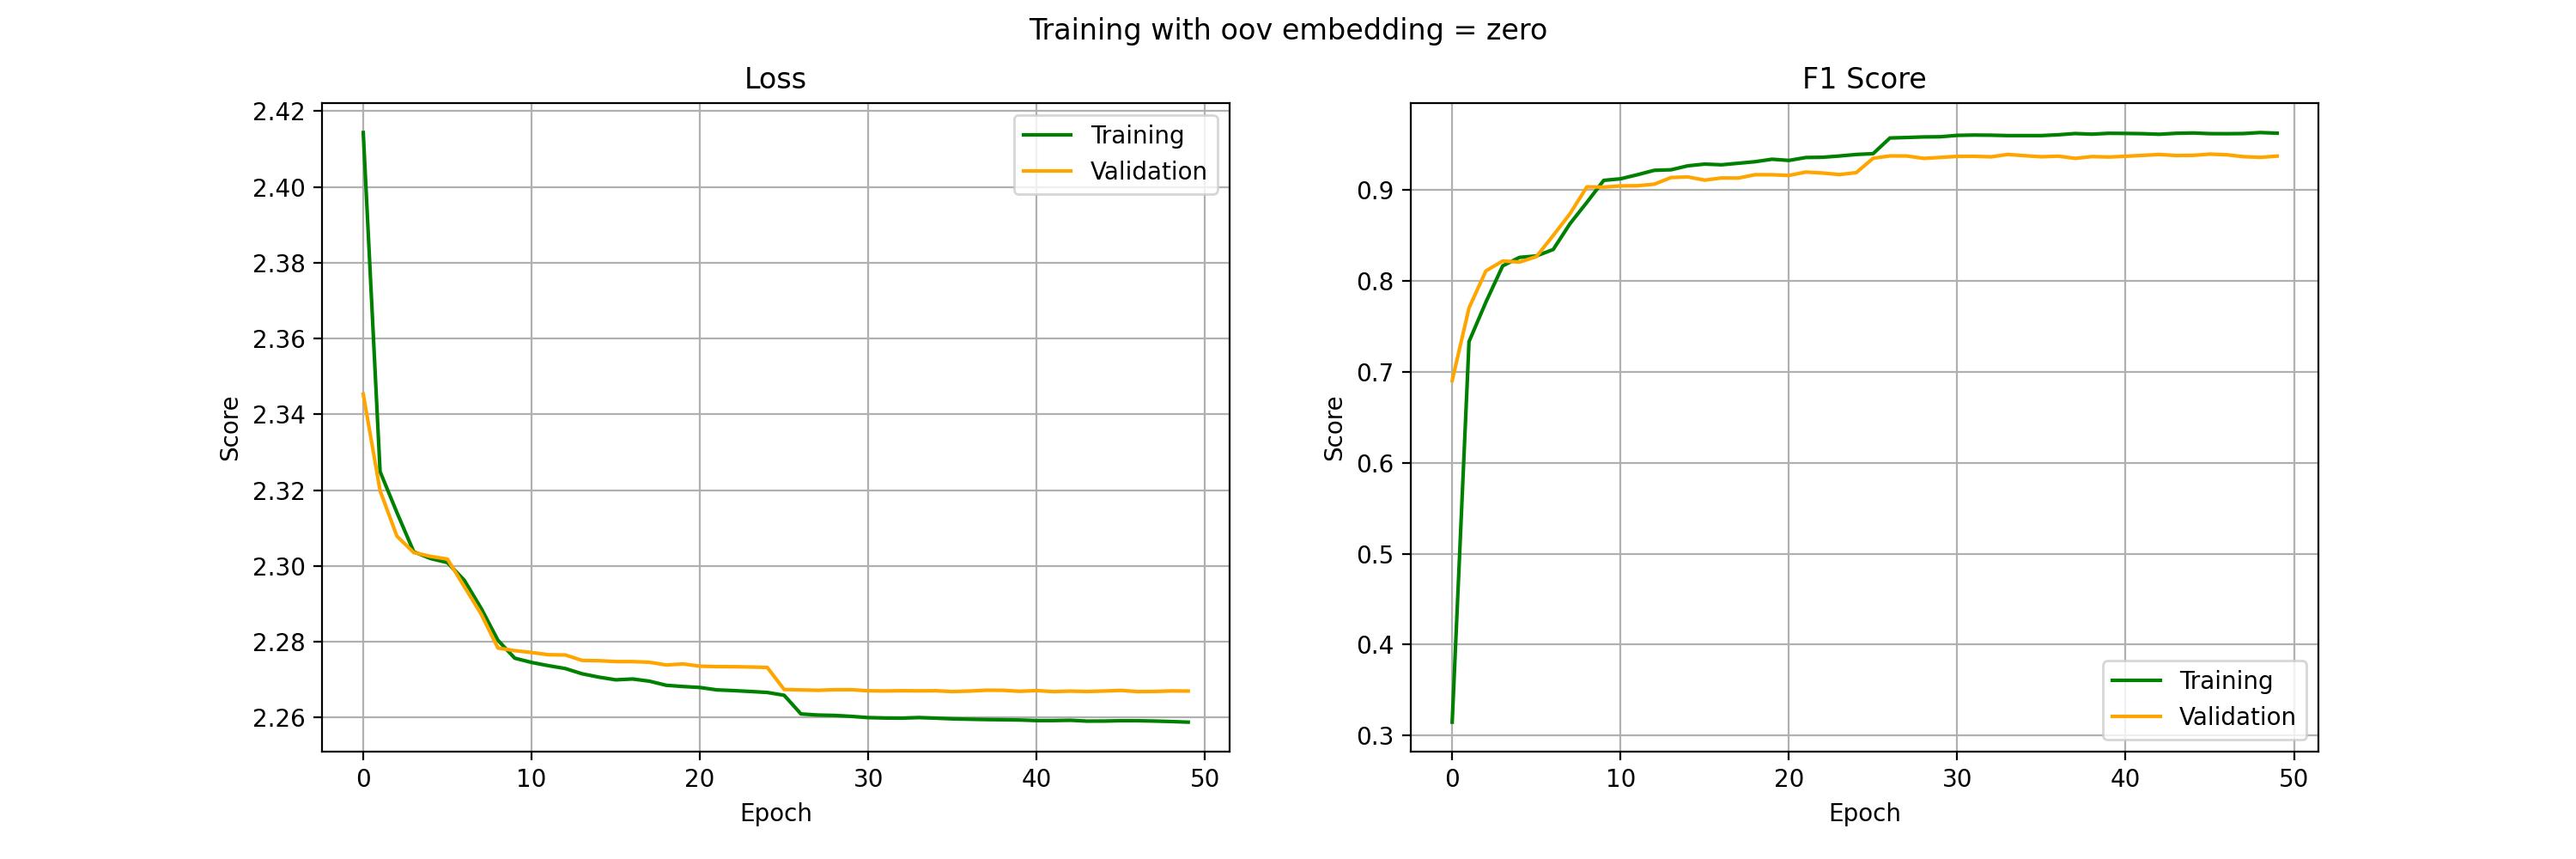 Training with oov embedding = zero
Loss
2.42
2.40
2.38
2.36
2.34
2.32
2.30
2.28
2.26
Score
0 10 20 30 40 50
Epoch
Training
Validation
F1 Score
0.9
0.8
0.7
0.6
0.5
0.4
0.3
Score
0 10 20 30 40 50
Epoch
Training
Validation